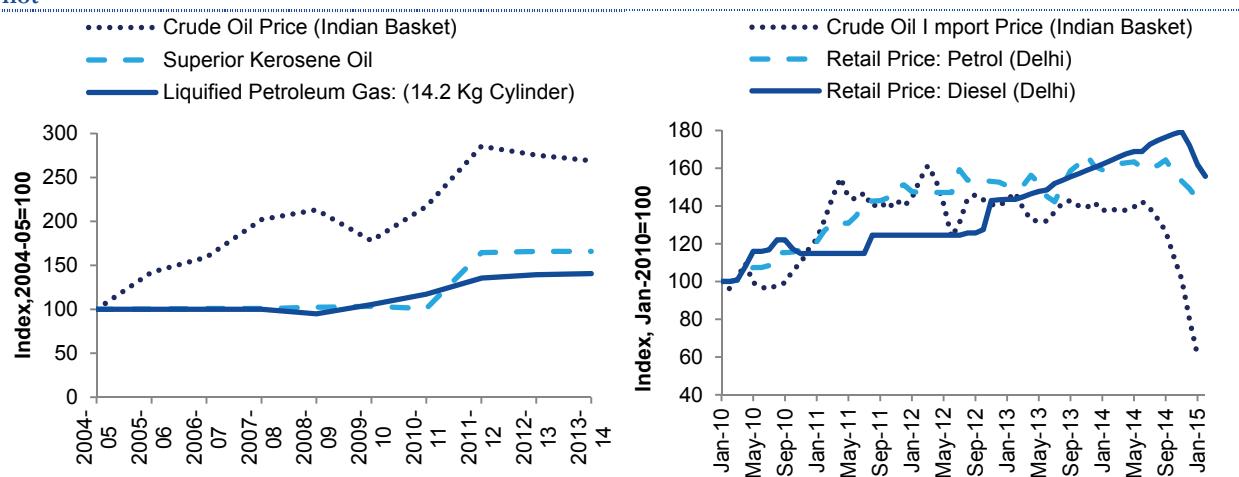 not
Crude Oil Price (Indian Basket)
Superior Kerosene Oil
Liquified Petroleum Gas: (14.2 Kg Cylinder)
Index,2004-05=100
300
250
200
150
100
50
0
2004-
05
2005-
06
2006-
07
2007-
08
2008-
09
2009-
10
2010-
11
2011-
12
2012-
13
2013-
14
Crude Oil I mport Price (Indian Basket)
Retail Price: Petrol (Delhi)
Retail Price: Diesel (Delhi)
Index, Jan-2010=100
180
160
140
120
100
80
60
40
Jan-10
May-10
Sep-10
Jan-11
May-11
Sep-11
Jan-12
May-12
Sep-12
Jan-13
May-13
Sep-13
Jan-14
May-14
Sep-14
Jan-15